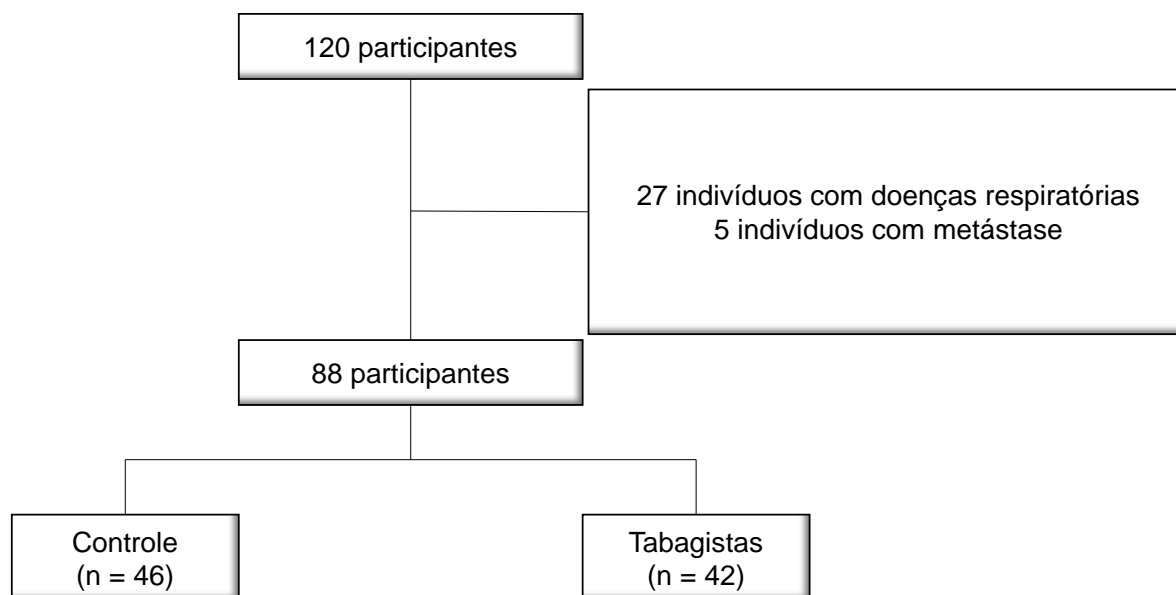 120 participantes
27 indivíduos com doenças respiratórias
5 indivíduos com metástase
88 participantes
Controle
(n = 46)
Tabagistas
(n = 42)